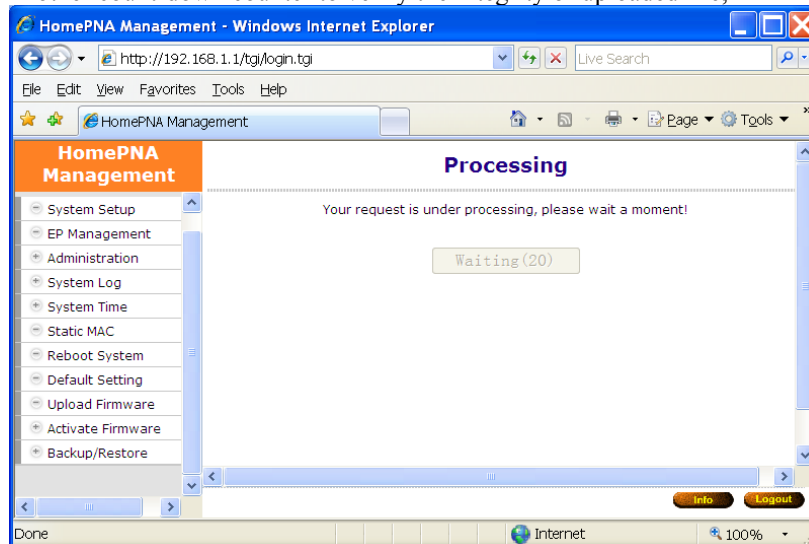 HomePNA Management - Windows Internet Explorer
http://192.168.1.1/tgi/login.tgi
Live Search
File Edit View Favorites Tools Help
HomePNA Management
Page Tools
HomePNA
Management
System Setup
EP Management
Administration
System Log
System Time
Static MAC
Reboot System
Default Setting
Upload Firmware
Activate Firmware
Backup/Restore
Processing
Your request is under processing, please wait a moment!
Waiting(20)
Info Logout
Done Internet 100%